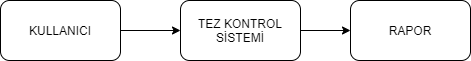 KULLANICI
TEZ KONTROL
SİSTEMİ
RAPOR